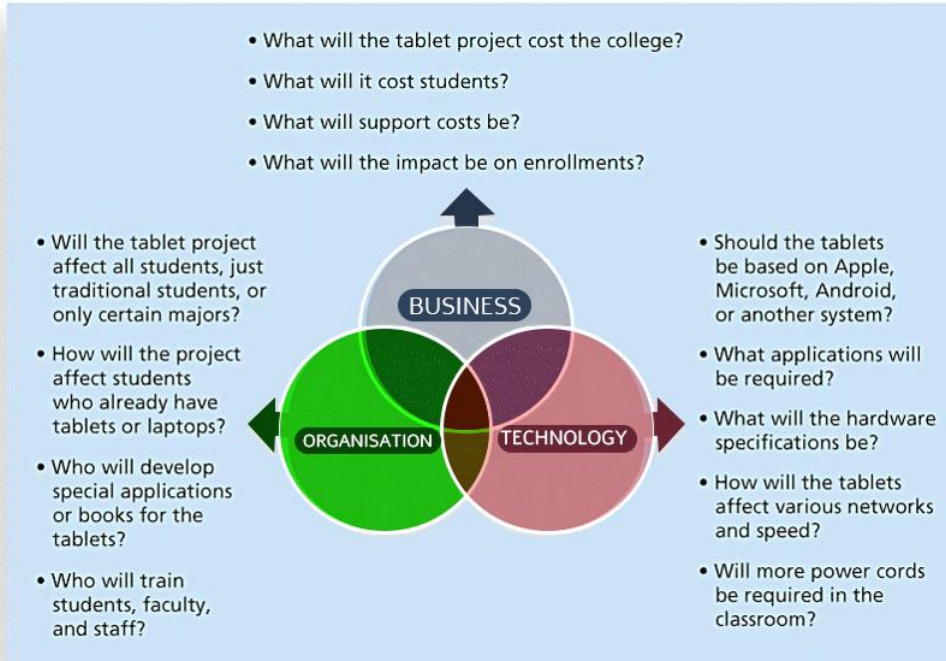 • What will the tablet project cost the college?
• What will it cost students?
• What will support costs be?
• What will the impact be on enrollments?
• Will the tablet project
affect all students, just
traditional students, or
only certain majors?
• How will the project
affect students
who already have
tablets or laptops?
• Who will develop
special applications
or books for the
tablets?
• Who will train
students, faculty,
and staff?
BUSINESS
ORGANISATION
TECHNOLOGY
• Should the tablets
be based on Apple,
Microsoft, Android,
or another system?
• What applications will
be required?
• What will the hardware
specifications be?
• How will the tablets
affect various networks
and speed?
• Will more power cords
be required in the
classroom?